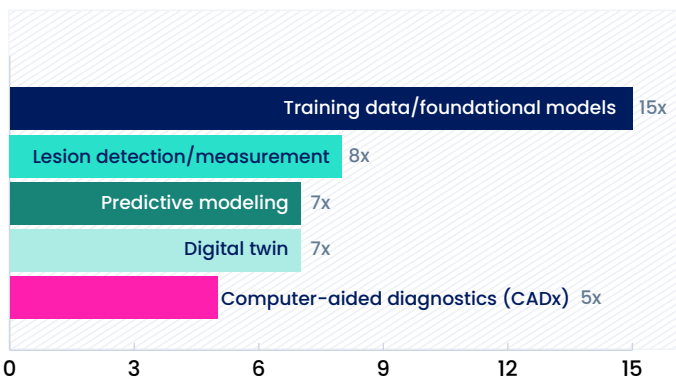 Training data/foundational models 15x
Lesion detection/measurement 8x
Predictive modeling 7x
Digital twin 7x
Computer-aided diagnostics (CADx) 5x
0 3 6 9 12 15